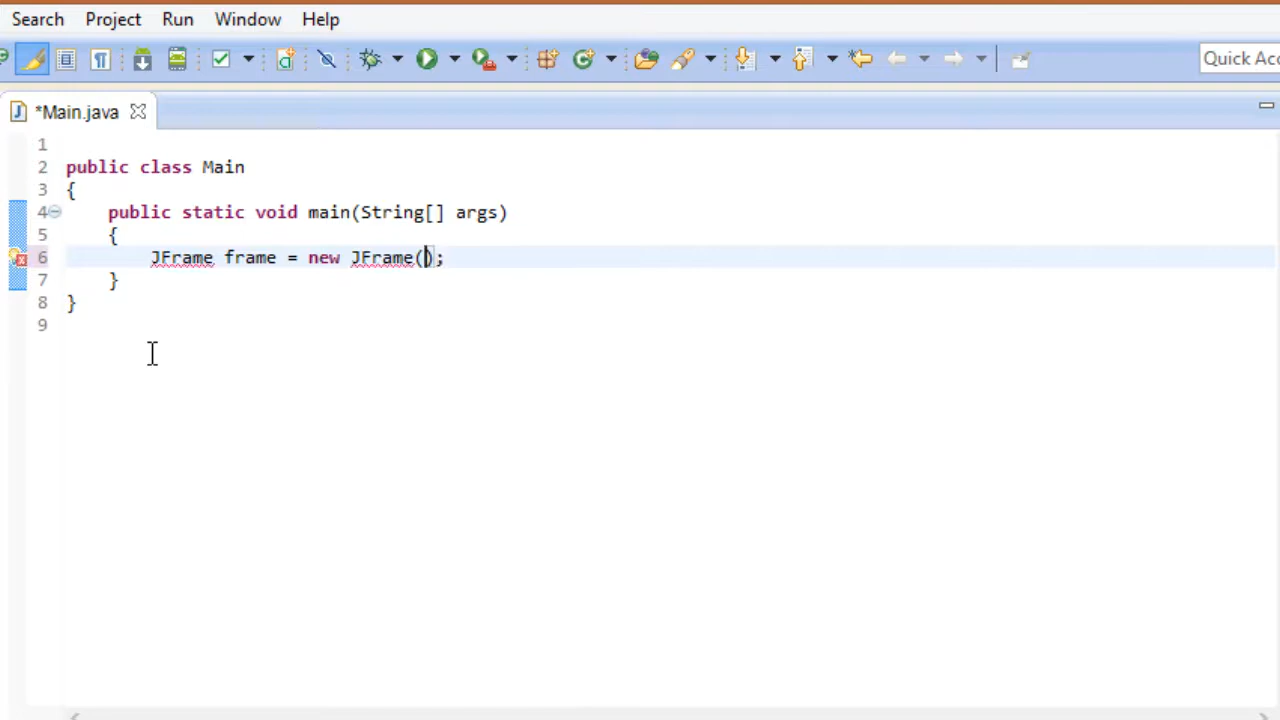 Search Project Run Window Help
Quick Acc
*Main.java
1
2 public class Main
3 {
4 public static void main(String[] args)
5 {
6 JFrame frame = new JFrame();
7 }
8 }
9